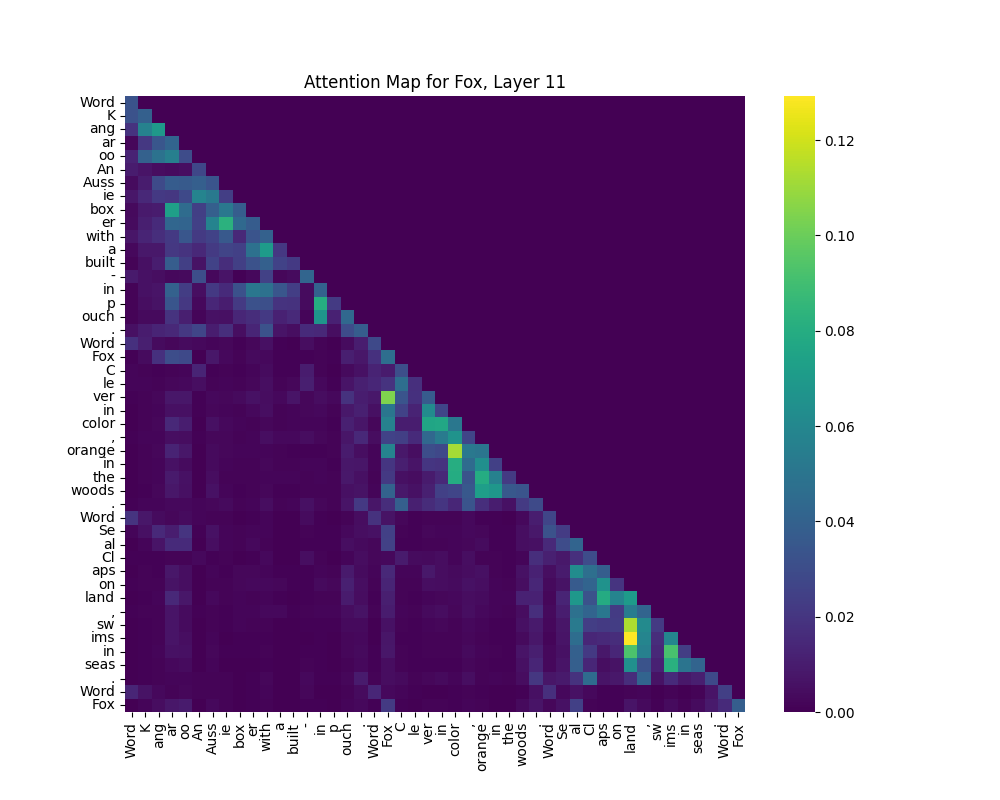 Attention Map for Fox, Layer 11
Word
K
ang
ar
oo
An
Auss
ie
box
er
with
a
built
-
in
p
ouch
.
Word
Fox
C
le
ver
in
color
,
orange
in
the
woods
.
Word
Se
al
Cl
aps
on
land
,
sw
ims
in
seas
.
Word
Fox
0.12
0.10
0.08
0.06
0.04
0.02
0.00
Word K ang ar oo An Auss ie box er with a built - in p ouch . Word Fox C le ver in color , orange in the woods . Word Se al Cl aps on land , sw ims in seas . Word Fox